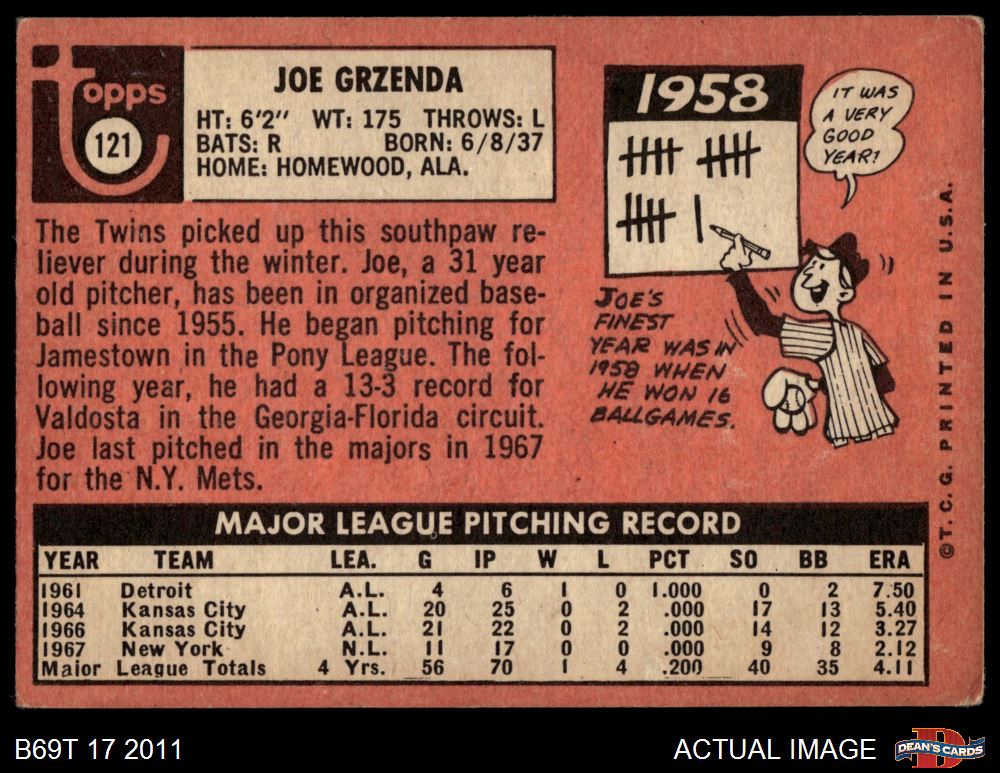 Topps
121
JOE GRZENDA
HT: 6'2" WT: 175 THROWS: L
BATS: R BORN: 6/8/37
HOME: HOMEWOOD, ALA.
The Twins picked up this southpaw re-
liever during the winter. Joe, a 31 year
old pitcher, has been in organized base-
ball since 1955. He began pitching for
Jamestown in the Pony League. The fol-
lowing year, he had a 13-3 record for
Valdosta in the Georgia-Florida circuit.
Joe last pitched in the majors in 1967
for the N.Y. Mets.
1958
IT WAS
A VERY
GOOD
YEAR!
JOE'S
FINEST
YEAR WAS IN
1958 WHEN
HE WON 16
BALLGAMES.
©T.C.G. PRINTED IN U.S.A.
MAJOR LEAGUE PITCHING RECORD
YEAR TEAM LEA. G IP W L PCT SO BB ERA
1961 Detroit A.L. 4 6 1 0 1.000 0 2 7.50
1964 Kansas City A.L. 20 25 0 2 .000 17 13 5.40
1966 Kansas City A.L. 21 22 0 2 .000 14 12 3.27
1967 New York N.L. 11 17 0 0 .000 9 8 2.12
Major League Totals 4 Yrs. 56 70 1 4 .200 40 35 4.11
B69T 17 2011
ACTUAL IMAGE
DEAN'S CARDS